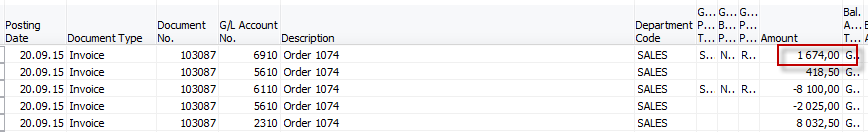 G... G... G... Bal.
Posting Document G/L Account Department P... B... P... A...
Date Document Type No. No. Description Code T... P... P... Amount T...
20.09.15 Invoice 103087 6910 Order 1074 SALES S... N... R... 1 674,00 G...
20.09.15 Invoice 103087 5610 Order 1074 SALES 418,50 G...
20.09.15 Invoice 103087 6110 Order 1074 SALES S... N... R... -8 100,00 G...
20.09.15 Invoice 103087 5610 Order 1074 SALES -2 025,00 G...
20.09.15 Invoice 103087 2310 Order 1074 SALES 8 032,50 G...